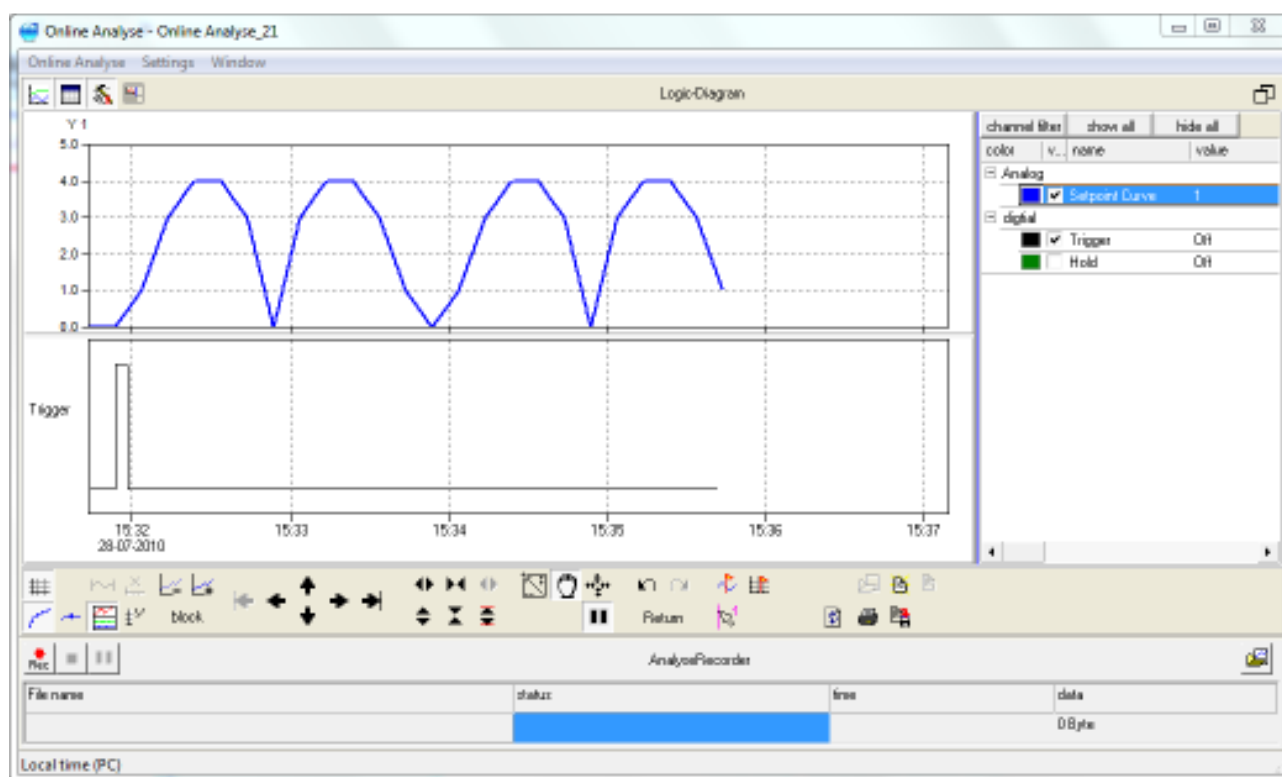 Online Analyse - Online Analyse_21
Online Analyse Settings Window
Logic-Diagram
Y 1
5.0
4.0
3.0
2.0
1.0
0.0
Trigger
15:32 15:33 15:34 15:35 15:36 15:37
28-07-2010
channel filter show all hide all
color v... name value
Analog
Setpoint Curve 1
digtial
Trigger Off
Hold Off
block
Return
Rec
AnalyseRecorder
File name status time data
0 Byte
Local time (PC)